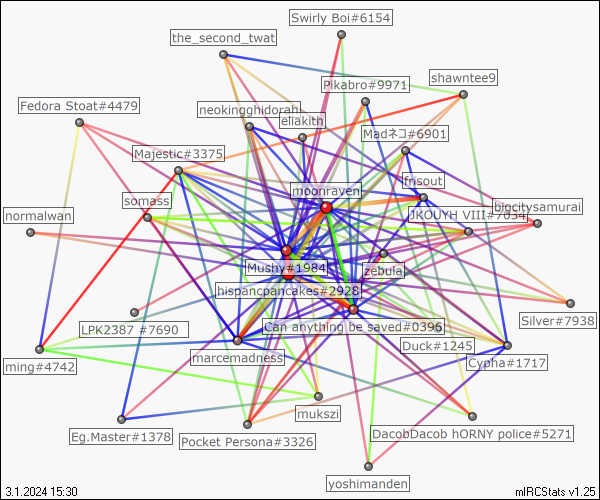 Swirly Boi#6154
the_second_twat
shawntee9
Pikabro#9971
Fedora Stoat#4479
neokingghidorah
eliakith
Madネコ#6901
Majestic#3375
frisout
moonraven
somass
bigcitysamurai
normalwan
JKOUYH VIII#7034
Mushy#1984
zebula
hispancpancakes#2928
Silver#7938
LPK2387 #7690
Can anything be saved#0396
Duck#1245
marcemadness
ming#4742
Cypha#1717
mukszi
Eg.Master#1378
Pocket Persona#3326
DacobDacob hORNY police#5271
yoshimanden
3.1.2024 15:30
mIRCStats v1.25